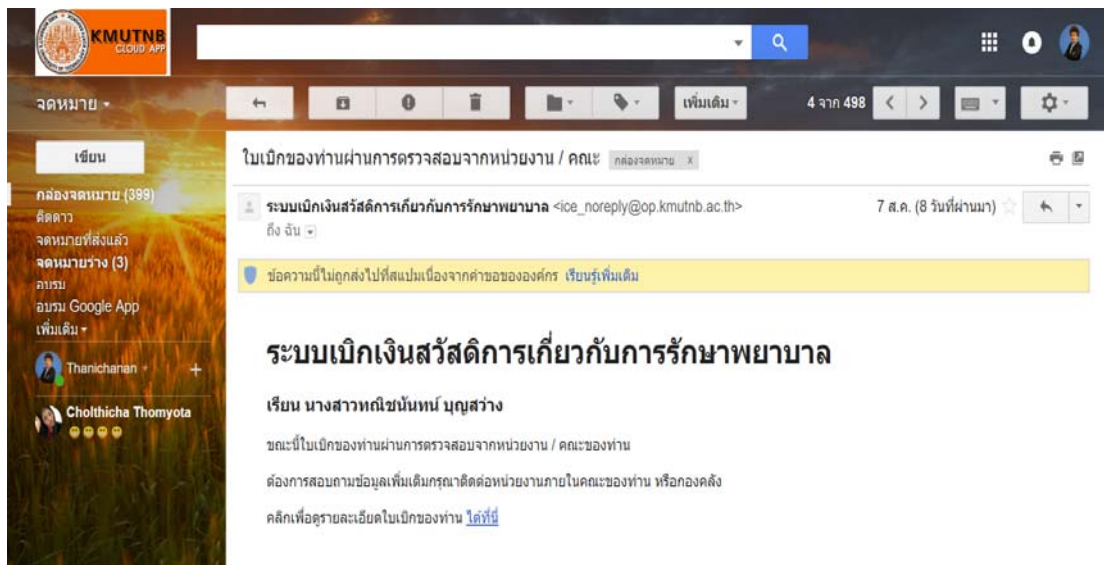 KMUTNB
CLOUD APP
จดหมาย
เพิ่มเติม
4 จาก 498
เขียน
กล่องจดหมาย (399)
ติดดาว
จดหมายที่ส่งแล้ว
จดหมายร่าง (3)
อบรม
อบรม Google App
เพิ่มเติม
Thanichanan
+
Cholthicha Thomyota
ใบเบิกของท่านผ่านการตรวจสอบจากหน่วยงาน / คณะ กล่องจดหมาย x
ระบบเบิกเงินสวัสดิการเกี่ยวกับการรักษาพยาบาล <ice_noreply@op.kmutnb.ac.th> 7 ส.ค. (8 วันที่ผ่านมา)
ถึง ฉัน
ข้อความนี้ไม่ถูกส่งไปที่สแปมเนื่องจากคำขอขององค์กร เรียนรู้เพิ่มเติม
ระบบเบิกเงินสวัสดิการเกี่ยวกับการรักษาพยาบาล
เรียน นางสาวทณิชนันทน์ บุญสว่าง
ขณะนี้ใบเบิกของท่านผ่านการตรวจสอบจากหน่วยงาน / คณะของท่าน
ต้องการสอบถามข้อมูลเพิ่มเติมกรุณาติดต่อหน่วยงานภายในคณะของท่าน หรือกองคลัง
คลิกเพื่อดูรายละเอียดใบเบิกของท่าน ได้ที่นี่